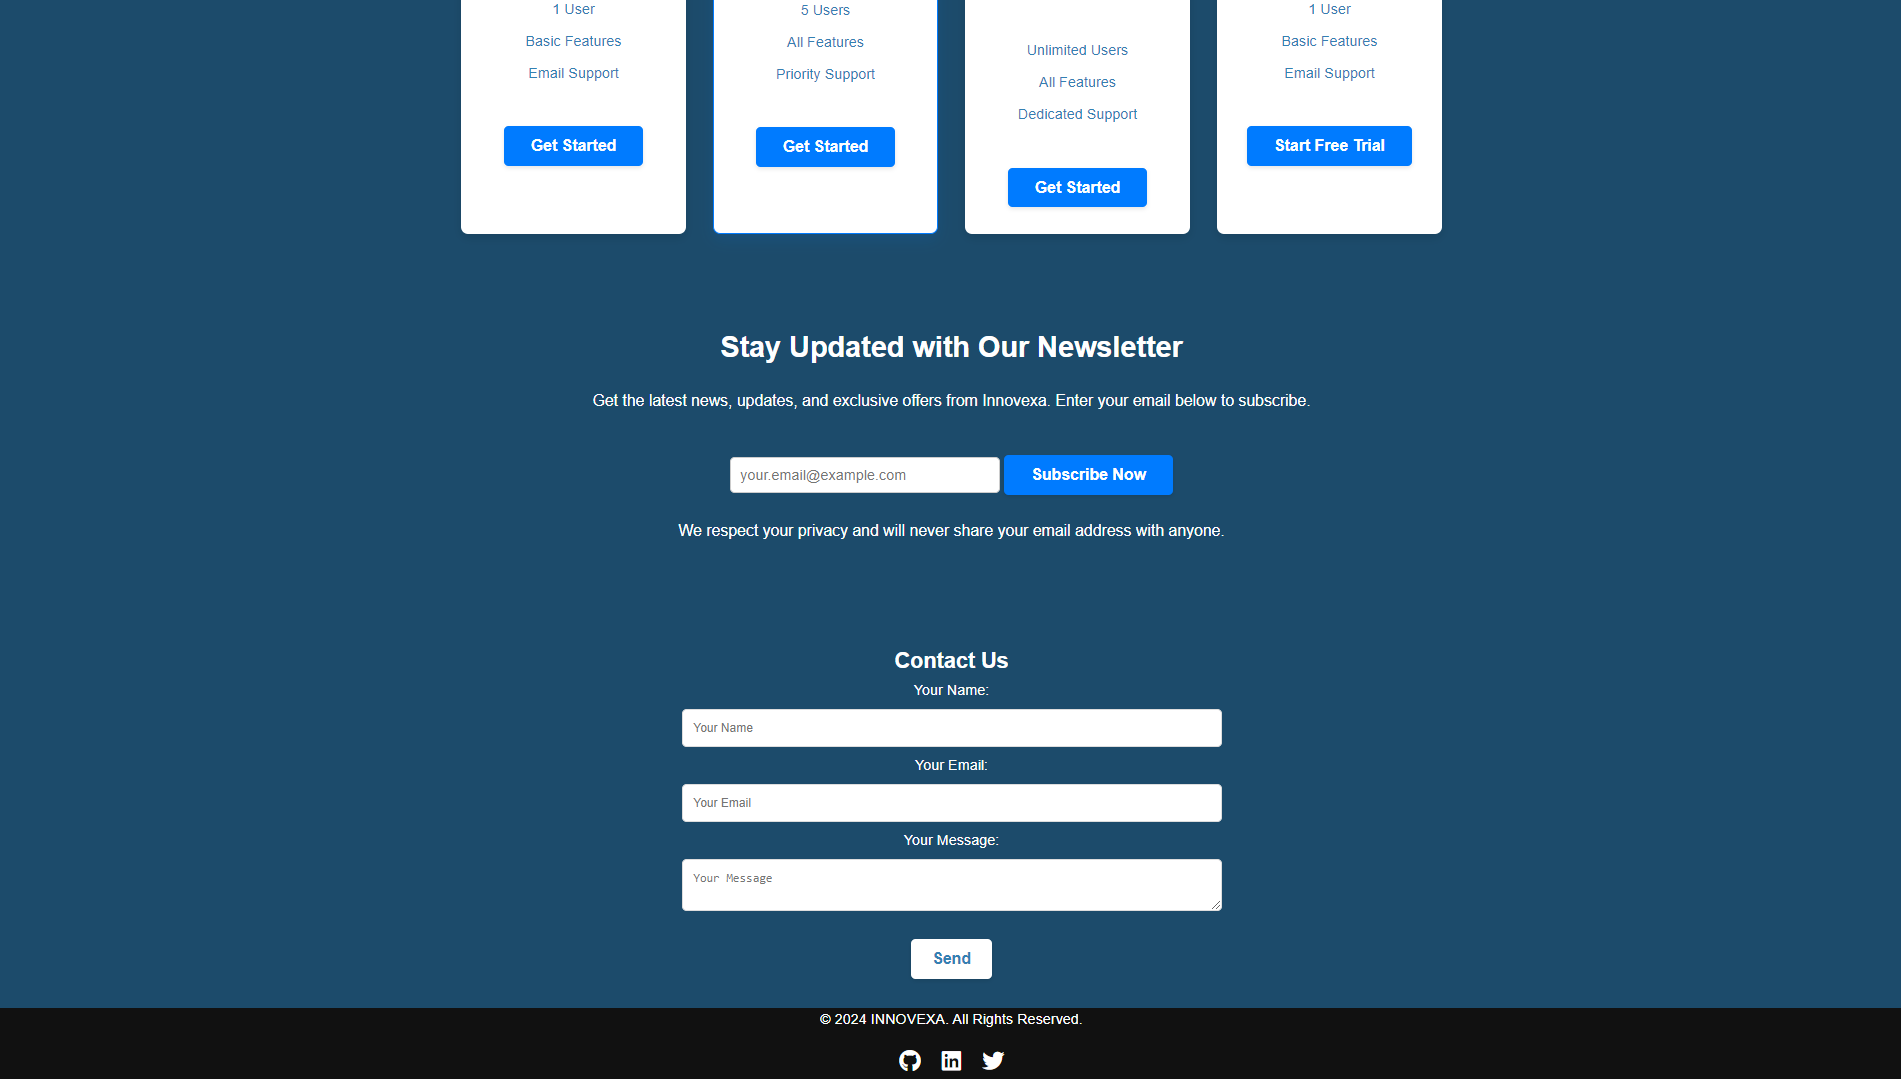 1 User
Basic Features
Email Support
Get Started
5 Users
All Features
Priority Support
Get Started
Unlimited Users
All Features
Dedicated Support
Get Started
1 User
Basic Features
Email Support
Start Free Trial
Stay Updated with Our Newsletter
Get the latest news, updates, and exclusive offers from Innovexa. Enter your email below to subscribe.
your.email@example.com
Subscribe Now
We respect your privacy and will never share your email address with anyone.
Contact Us
Your Name:
Your Name
Your Email:
Your Email
Your Message:
Your Message
Send
© 2024 INNOVEXA. All Rights Reserved.